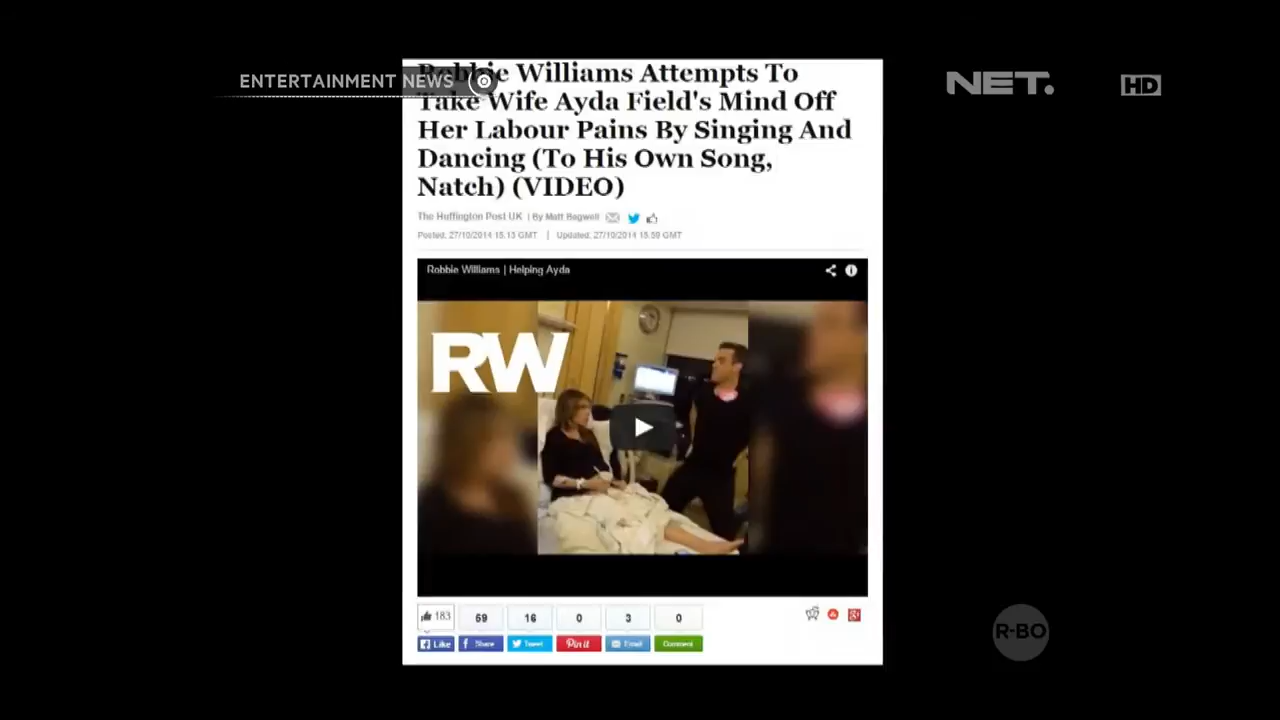 ENTERTAINMENT NEWS
NET.
HD
Robbie Williams Attempts To
Take Wife Ayda Field's Mind Off
Her Labour Pains By Singing And
Dancing (To His Own Song,
Natch) (VIDEO)
The Huffington Post UK | By Matt Bagwell
Posted: 27/10/2014 15:13 GMT | Updated: 27/10/2014 15:59 GMT
Robbie Williams | Helping Ayda
RW
183 59 16 0 3 0
Like Share Tweet Pin it Email Comment
R-BO